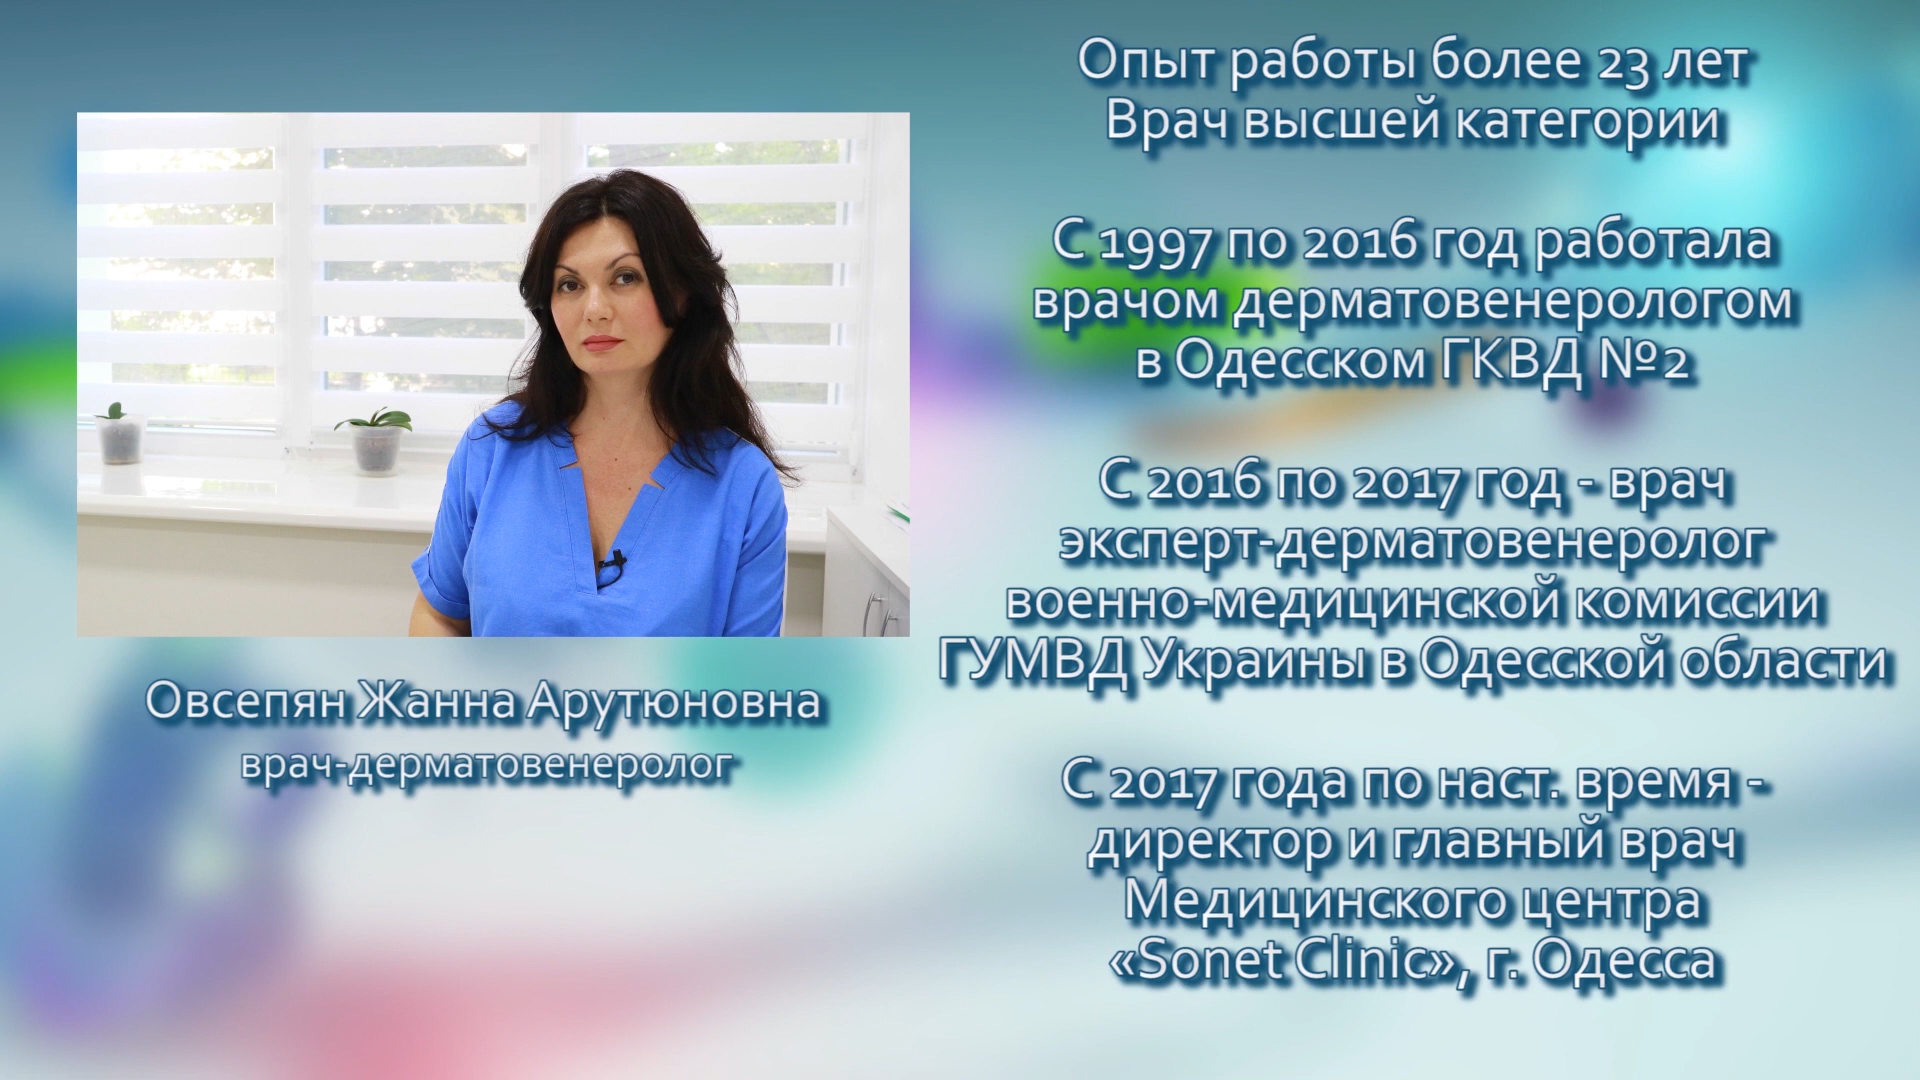 Опыт работы более 23 лет
Врач высшей категории
С 1997 по 2016 год работала
врачом дерматовенерологом
в Одесском ГКВД №2
С 2016 по 2017 год - врач
эксперт-дерматовенеролог
военно-медицинской комиссии
ГУМВД Украины в Одесской области
С 2017 года по наст. время -
директор и главный врач
Медицинского центра
«Sonet Clinic», г. Одесса
Овсепян Жанна Арутюновна
врач-дерматовенеролог